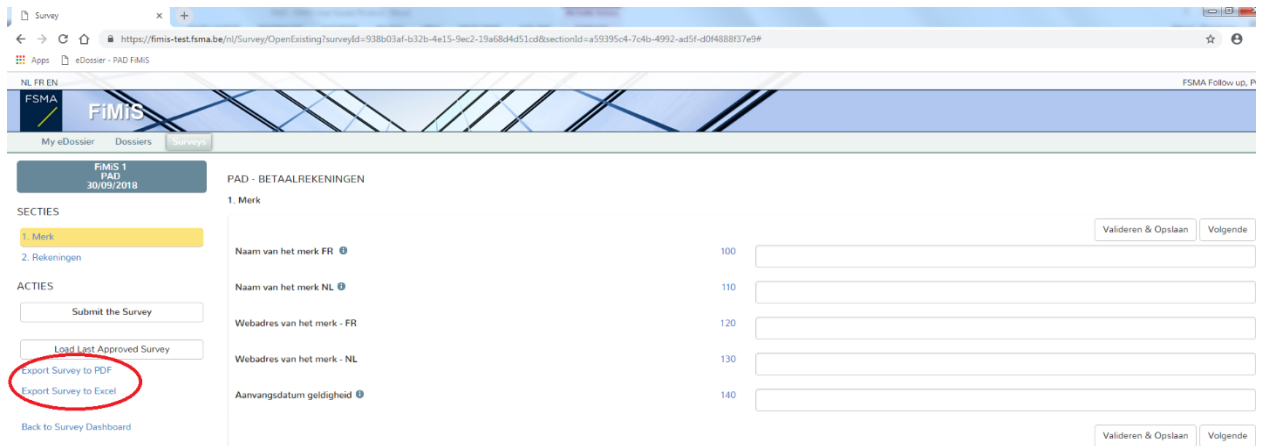 Survey
https://fimis-test.fsma.be/nl/Survey/OpenExisting?surveyId=938b03af-b32b-4e15-9ec2-19a68d4d51cd&sectionId=a59395c4-7c4b-4992-ad5f-d0f4888f37e9#
Apps eDossier - PAD FiMiS
NL FR EN FSMA Follow up,
FSMA
FiMiS
My eDossier Dossiers Surveys
FiMiS 1
PAD
30/09/2018
PAD - BETAALREKENINGEN
1. Merk
SECTIES
Valideren & Opslaan Volgende
1. Merk
2. Rekeningen
Naam van het merk FR 100
ACTIES
Naam van het merk NL 110
Submit the Survey
Webadres van het merk - FR 120
Load Last Approved Survey
Webadres van het merk - NL 130
Export Survey to PDF
Export Survey to Excel
Aanvangsdatum geldigheid 140
Back to Survey Dashboard
Valideren & Opslaan Volgende